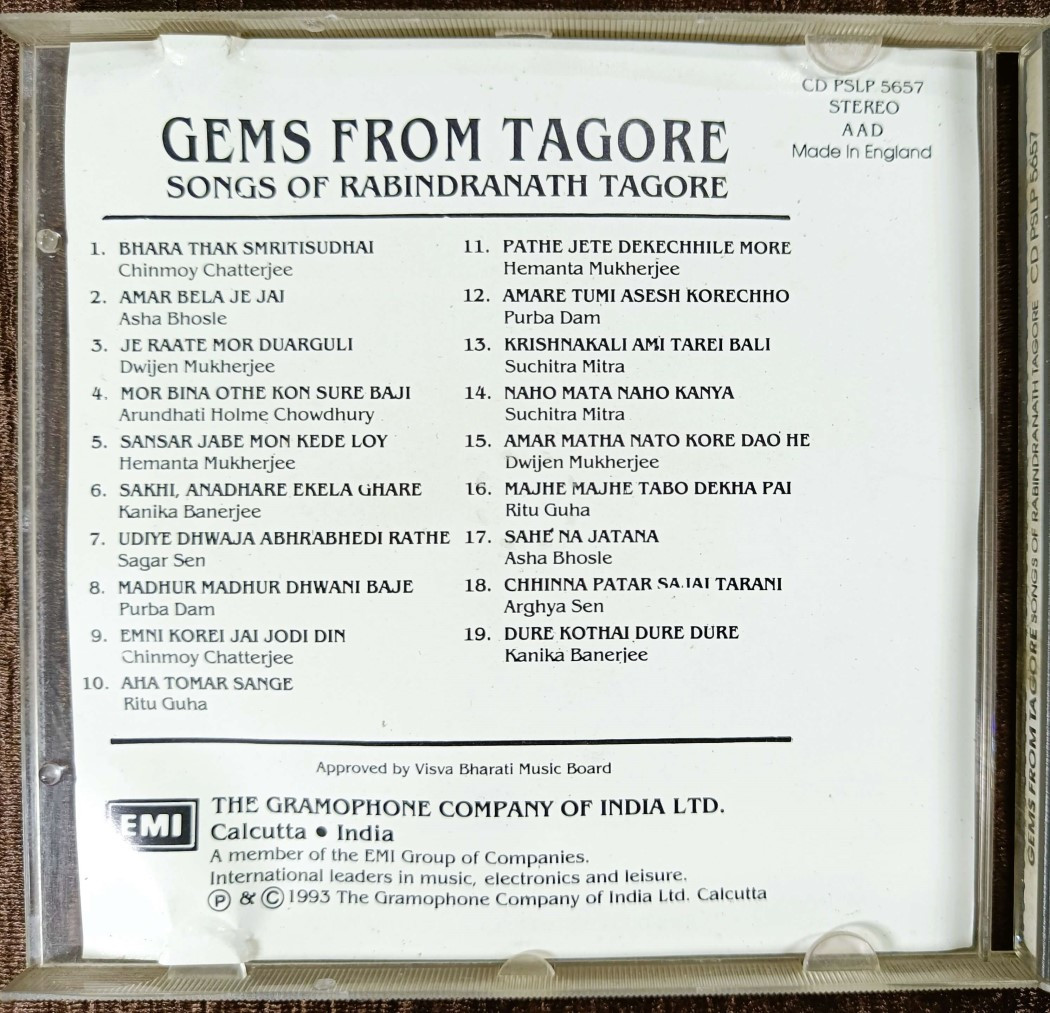 CD PSLP 5657
STEREO
AAD
Made In England
GEMS FROM TAGORE
SONGS OF RABINDRANATH TAGORE
1. BHARA THAK SMRITISUDHAI
Chinmoy Chatterjee
2. AMAR BELA JE JAI
Asha Bhosle
3. JE RAATE MOR DUARGULI
Dwijen Mukherjee
4. MOR BINA OTHE KON SURE BAJI
Arundhati Holme Chowdhury
5. SANSAR JABE MON KEDE LOY
Hemanta Mukherjee
6. SAKHI, ANADHARE EKELA GHARE
Kanika Banerjee
7. UDIYE DHWAJA ABHRABHEDI RATHE
Sagar Sen
8. MADHUR MADHUR DHWANI BAJE
Purba Dam
9. EMNI KOREI JAI JODI DIN
Chinmoy Chatterjee
10. AHA TOMAR SANGE
Ritu Guha
11. PATHE JETE DEKECHHILE MORE
Hemanta Mukherjee
12. AMARE TUMI ASESH KORECHHO
Purba Dam
13. KRISHNAKALI AMI TAREI BALI
Suchitra Mitra
14. NAHO MATA NAHO KANYA
Suchitra Mitra
15. AMAR MATHA NATO KORE DAO HE
Dwijen Mukherjee
16. MAJHE MAJHE TABO DEKHA PAI
Ritu Guha
17. SAHE NA JATANA
Asha Bhosle
18. CHHINNA PATAR SAJAI TARANI
Arghya Sen
19. DURE KOTHAI DURE DURE
Kanika Banerjee
Approved by Visva Bharati Music Board
EMI
THE GRAMOPHONE COMPANY OF INDIA LTD.
Calcutta • India
A member of the EMI Group of Companies.
International leaders in music, electronics and leisure.
Ⓟ & © 1993 The Gramophone Company of India Ltd. Calcutta
GEMS FROM TAGORE SONGS OF RABINDRANATH TAGORE CD PSLP 5657